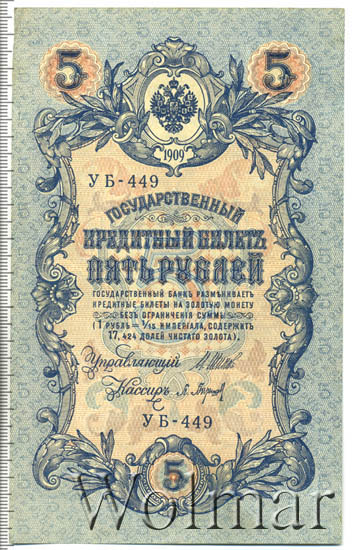 5 5
1909
УБ-449
ГОСУДАРСТВЕННЫЙ
КРЕДИТНЫЙ БИЛЕТЪ
ПЯТЬ РУБЛЕЙ
ГОСУДАРСТВЕННЫЙ БАНКЪ РАЗМѢНИВАЕТЪ
КРЕДИТНЫЕ БИЛЕТЫ НА ЗОЛОТУЮ МОНЕТУ
БЕЗЪ ОГРАНИЧЕНІЯ СУММЫ
(1 РУБЛЬ = 1/15 ИМПЕРІАЛА, СОДЕРЖИТЪ
17,424 ДОЛЕЙ ЧИСТАГО ЗОЛОТА).
Управляющій
Кассиръ
УБ-449
5
Wolmar